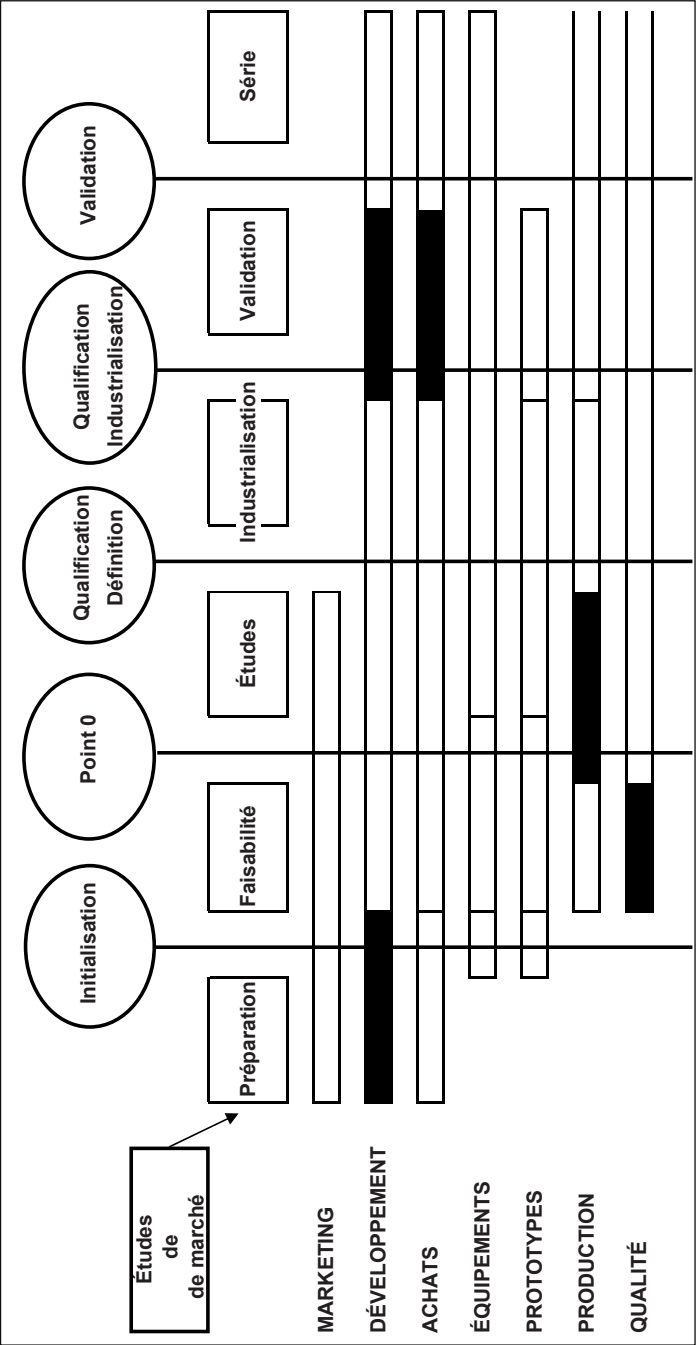 Initialisation
Point 0
Qualification
Définition
Qualification
Industrialisation
Validation
Études
de
de marché
Préparation
Faisabilité
Études
Industrialisation
Validation
Série
MARKETING
DÉVELOPPEMENT
ACHATS
ÉQUIPEMENTS
PROTOTYPES
PRODUCTION
QUALITÉ